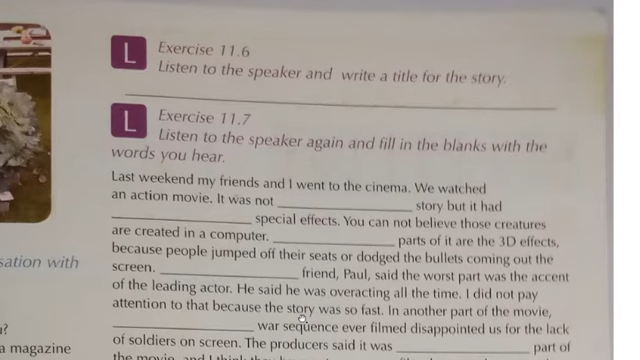 L Exercise 11.6
Listen to the speaker and write a title for the story.
L Exercise 11.7
Listen to the speaker again and fill in the blanks with the
words you hear.
Last weekend my friends and I went to the cinema. We watched
an action movie. It was not ____________ story but it had
____________ special effects. You can not believe those creatures
are created in a computer. ____________ parts of it are the 3D effects,
because people jumped off their seats or dodged the bullets coming out the
screen. ____________ friend, Paul, said the worst part was the accent
of the leading actor. He said he was overacting all the time. I did not pay
attention to that because the story was so fast. In another part of the movie,
____________ war sequence ever filmed disappointed us for the lack
of soldiers on screen. The producers said it was ____________ part of
the movie, and I think they
sation with
?
a magazine